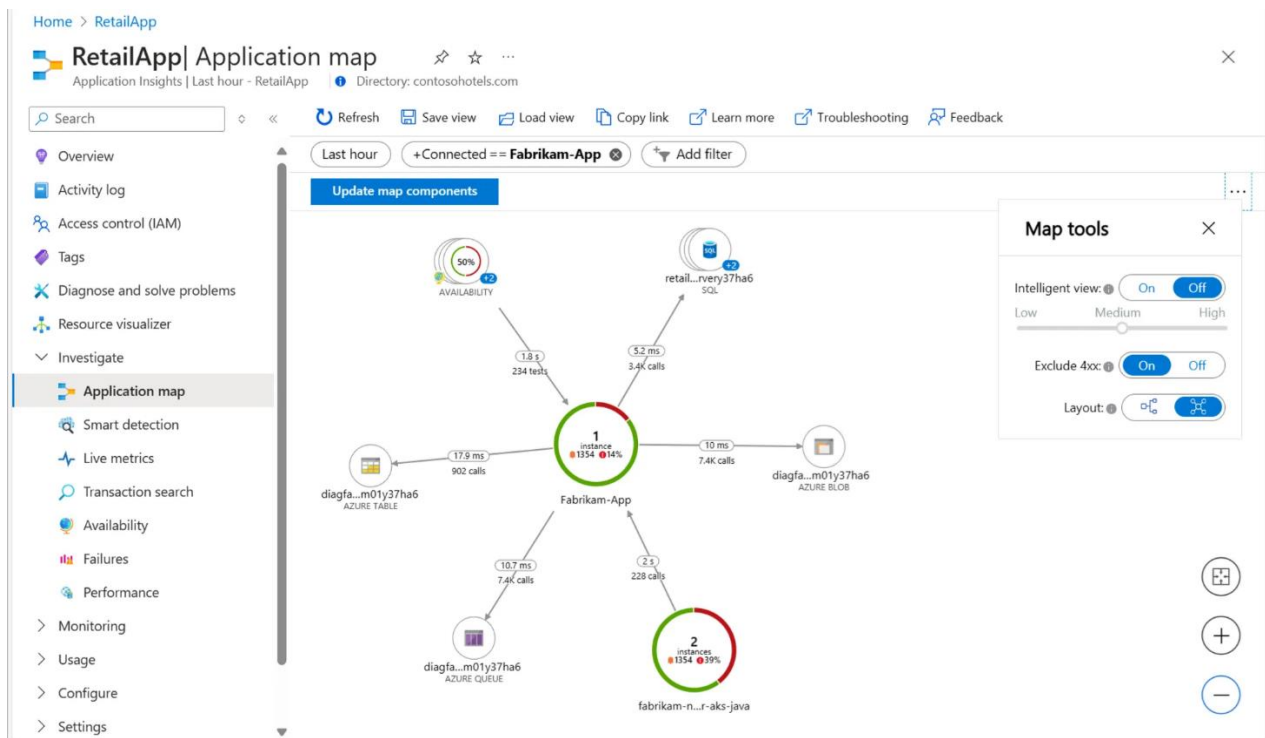 Home > RetailApp
RetailApp| Application map
Application Insights | Last hour - RetailApp
Directory: contosohotels.com
Search
Overview
Activity log
Access control (IAM)
Tags
Diagnose and solve problems
Resource visualizer
Investigate
Application map
Smart detection
Live metrics
Transaction search
Availability
Failures
Performance
Monitoring
Usage
Configure
Settings
Refresh
Save view
Load view
Copy link
Learn more
Troubleshooting
Feedback
Last hour
+Connected == Fabrikam-App
Add filter
Update map components
Map tools
Intelligent view:
On
Off
Low
Medium
High
Exclude 4xx:
On
Off
Layout:
50%
+2
AVAILABILITY
SQL
+2
retail...rvery37ha6
SQL
1.8 s
234 tests
5.2 ms
3.4K calls
1
instance
1354 14%
Fabrikam-App
17.9 ms
902 calls
diagfa...m01y37ha6
AZURE TABLE
10 ms
7.4K calls
diagfa...m01y37ha6
AZURE BLOB
10.7 ms
7.4K calls
diagfa...m01y37ha6
AZURE QUEUE
2 s
228 calls
2
instances
1354 39%
fabrikam-n...r-aks-java